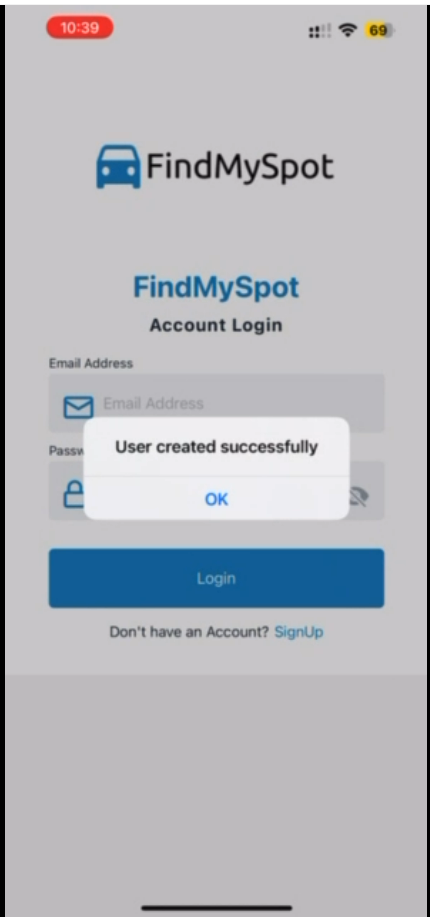 10:39
69
FindMySpot
FindMySpot
Account Login
Email Address
Email Address
Passw
User created successfully
OK
Login
Don't have an Account? SignUp